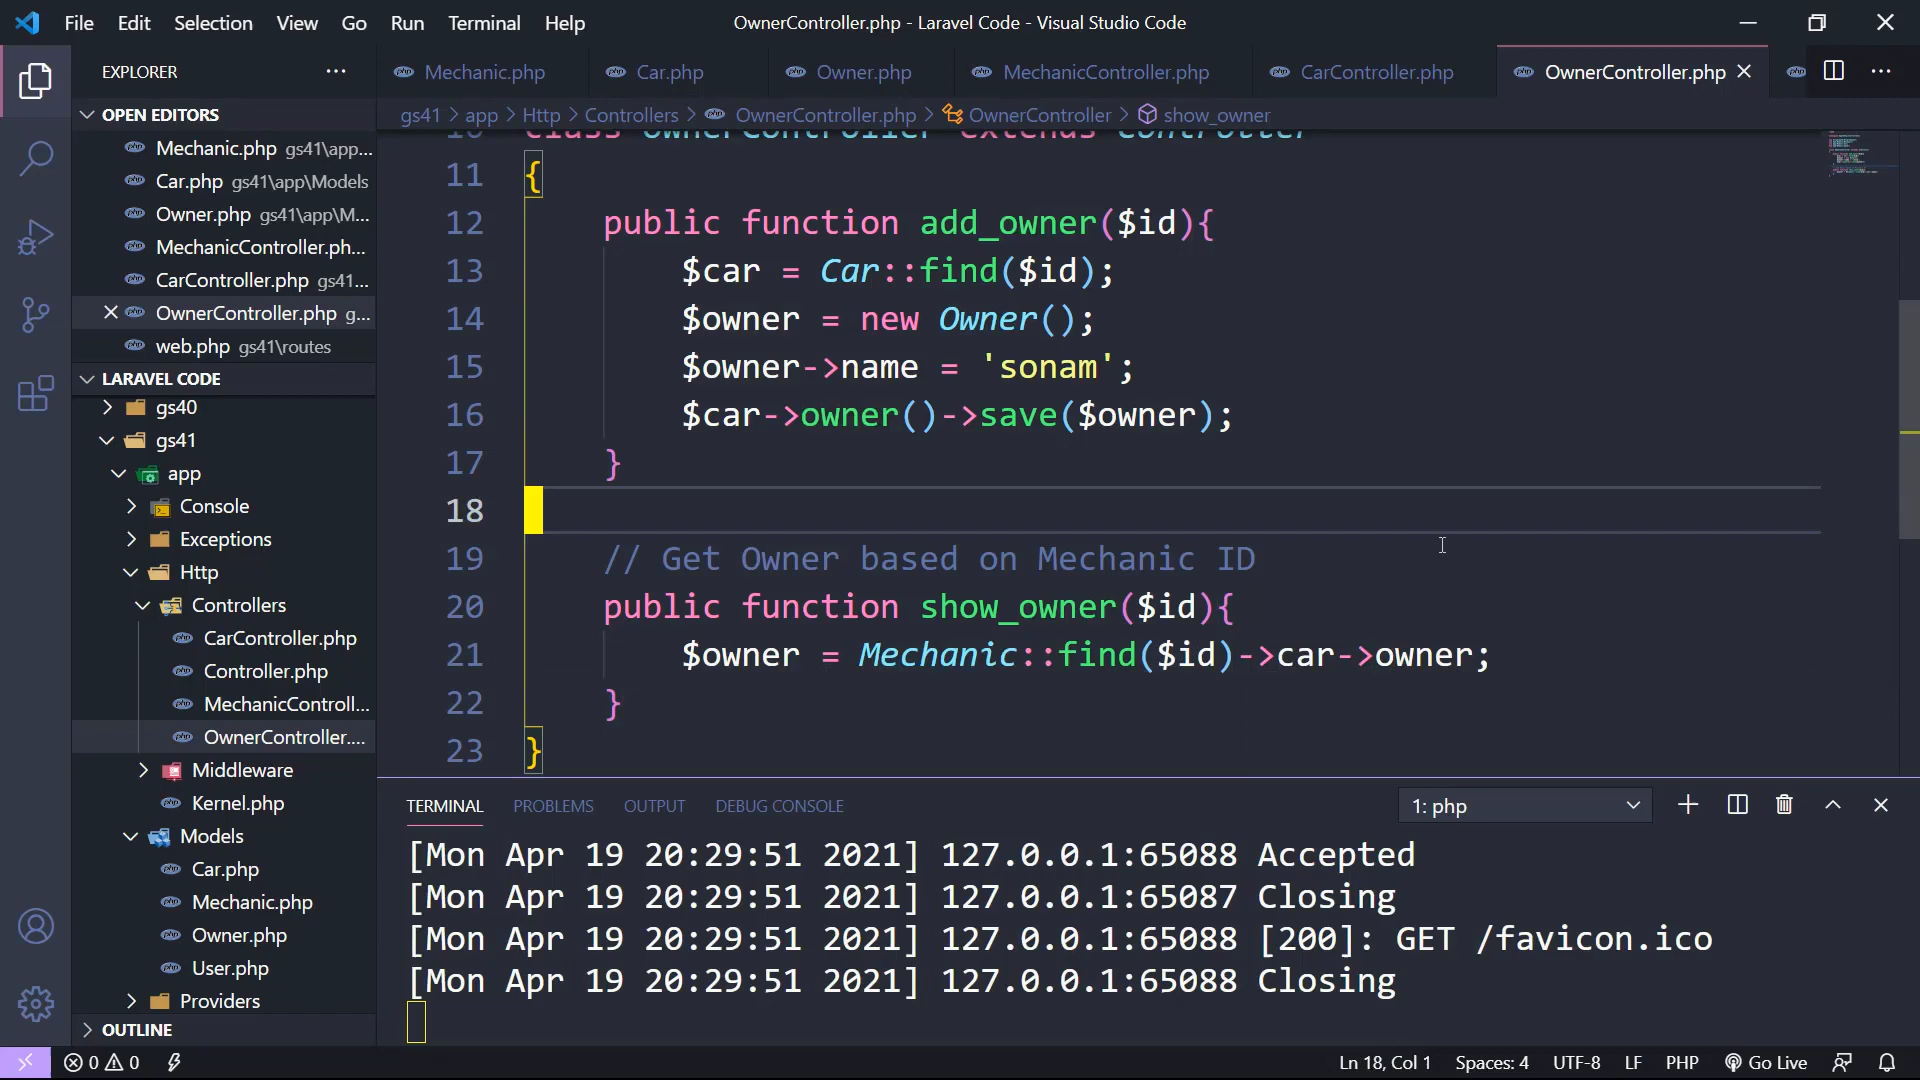 File Edit Selection View Go Run Terminal Help
OwnerController.php - Laravel Code - Visual Studio Code
EXPLORER
Mechanic.php Car.php Owner.php MechanicController.php CarController.php OwnerController.php
OPEN EDITORS
Mechanic.php gs41\app...
Car.php gs41\app\Models
Owner.php gs41\app\M...
MechanicController.ph...
CarController.php gs41...
OwnerController.php g...
web.php gs41\routes
LARAVEL CODE
gs40
gs41
app
Console
Exceptions
Http
Controllers
CarController.php
Controller.php
MechanicControll...
OwnerController....
Middleware
Kernel.php
Models
Car.php
Mechanic.php
Owner.php
User.php
Providers
OUTLINE
gs41 > app > Http > Controllers > OwnerController.php > OwnerController > show_owner
10 class OwnerController extends Controller
11 {
12 public function add_owner($id){
13 $car = Car::find($id);
14 $owner = new Owner();
15 $owner->name = 'sonam';
16 $car->owner()->save($owner);
17 }
18
19 // Get Owner based on Mechanic ID
20 public function show_owner($id){
21 $owner = Mechanic::find($id)->car->owner;
22 }
23 }
TERMINAL PROBLEMS OUTPUT DEBUG CONSOLE
1: php
[Mon Apr 19 20:29:51 2021] 127.0.0.1:65088 Accepted
[Mon Apr 19 20:29:51 2021] 127.0.0.1:65087 Closing
[Mon Apr 19 20:29:51 2021] 127.0.0.1:65088 [200]: GET /favicon.ico
[Mon Apr 19 20:29:51 2021] 127.0.0.1:65088 Closing
0 0
Ln 18, Col 1 Spaces: 4 UTF-8 LF PHP Go Live